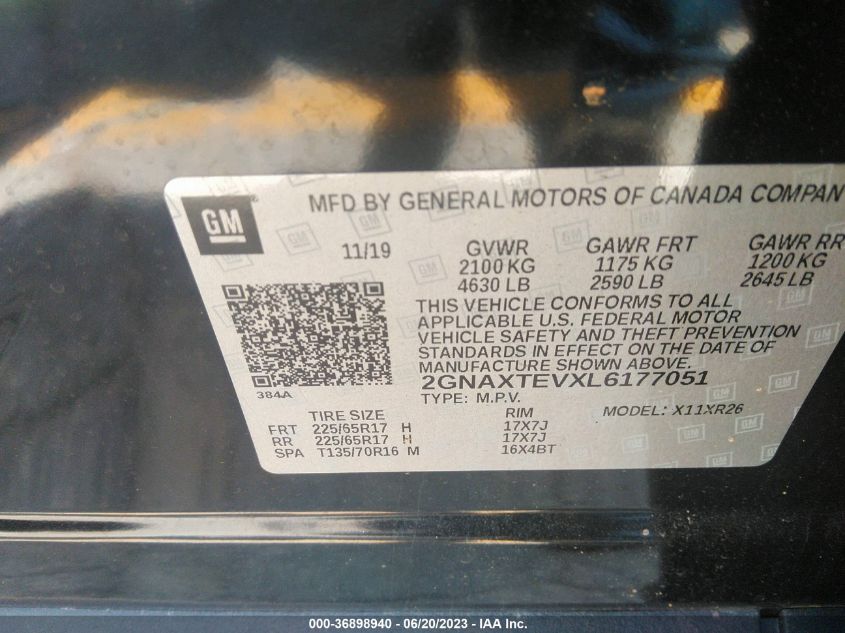 GM
MFD BY GENERAL MOTORS OF CANADA COMPAN
11/19 GVWR GAWR FRT GAWR RR
2100 KG 1175 KG 1200 KG
4630 LB 2590 LB 2645 LB
THIS VEHICLE CONFORMS TO ALL
APPLICABLE U.S. FEDERAL MOTOR
VEHICLE SAFETY AND THEFT PREVENTION
STANDARDS IN EFFECT ON THE DATE OF
MANUFACTURE SHOWN ABOVE.
384A
2GNAXTEVXL6177051
TYPE: M.P.V. MODEL: X11XR26
TIRE SIZE RIM
FRT 225/65R17 H 17X7J
RR 225/65R17 H 17X7J
SPA T135/70R16 M 16X4BT
000-36898940 - 06/20/2023 - IAA Inc.